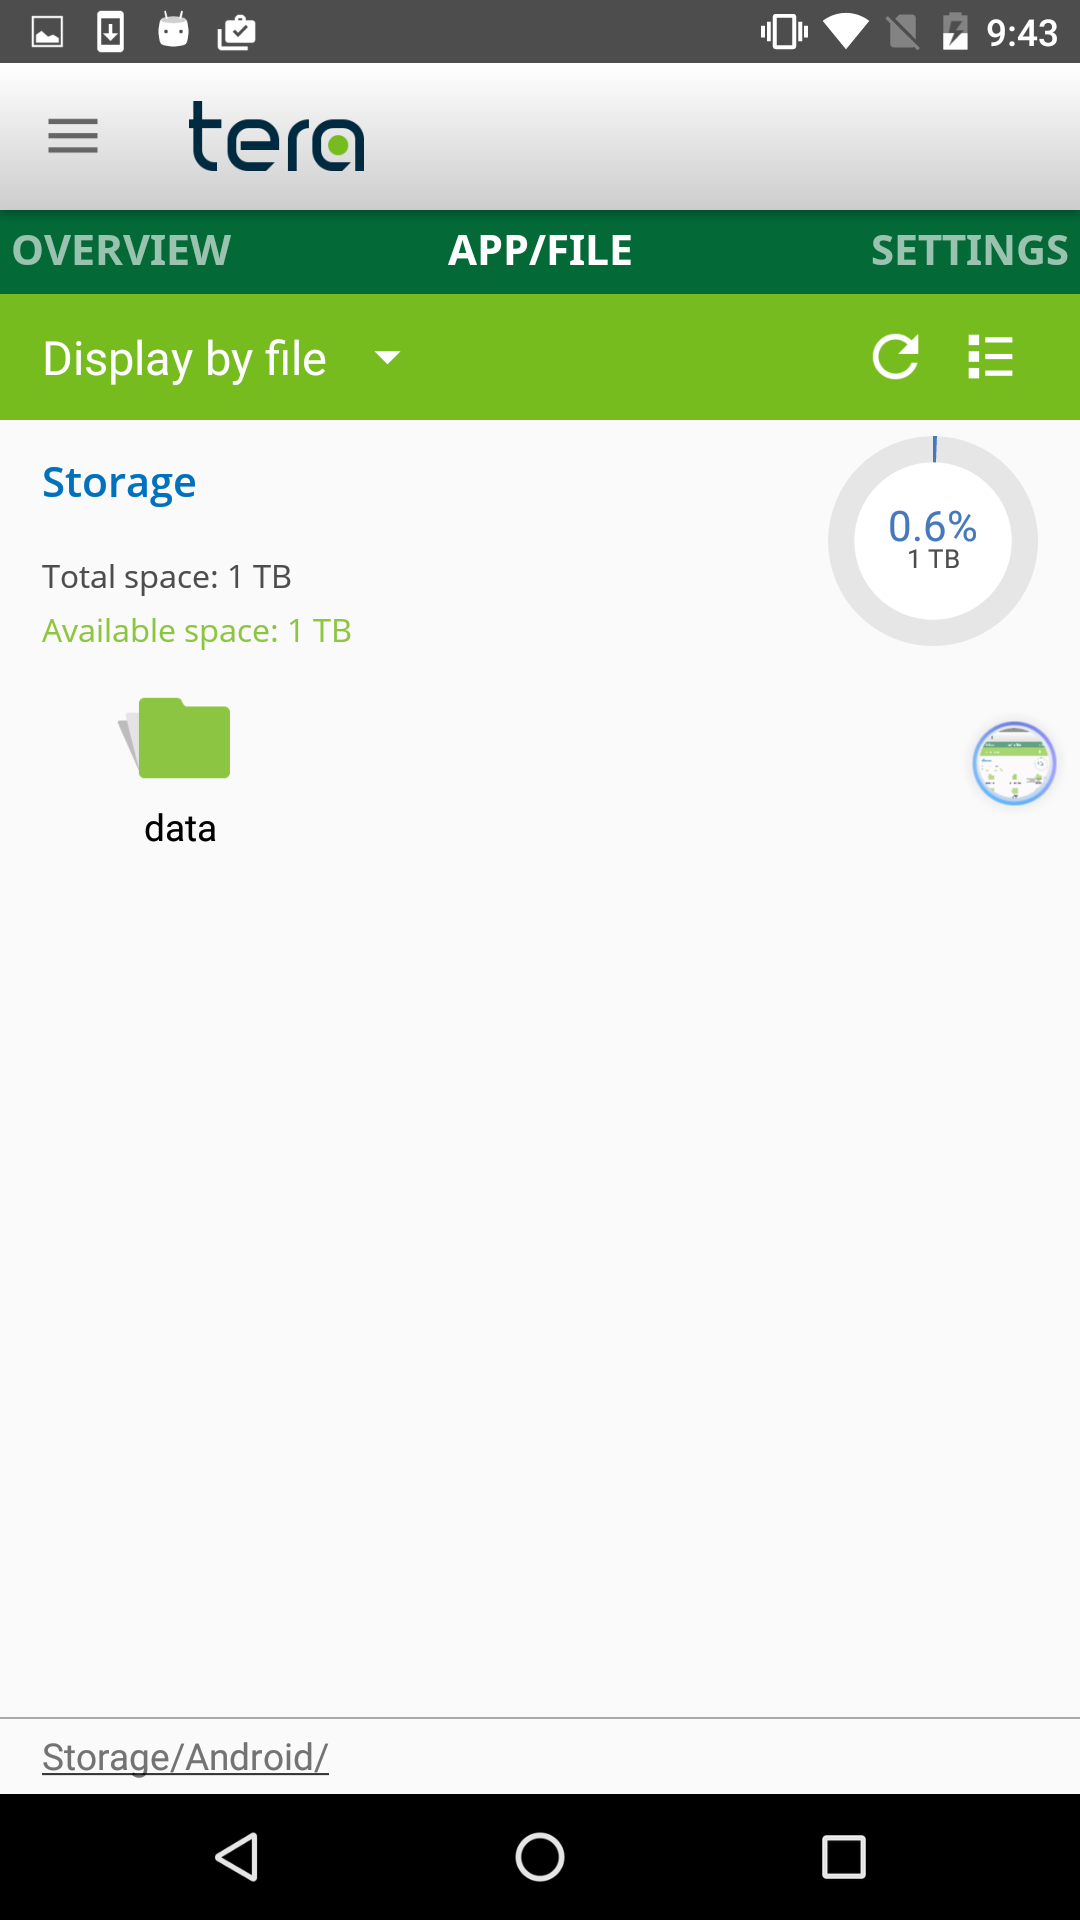 9:43
tera
OVERVIEW APP/FILE SETTINGS
Display by file
Storage
0.6%
1 TB
Total space: 1 TB
Available space: 1 TB
data
Storage/Android/